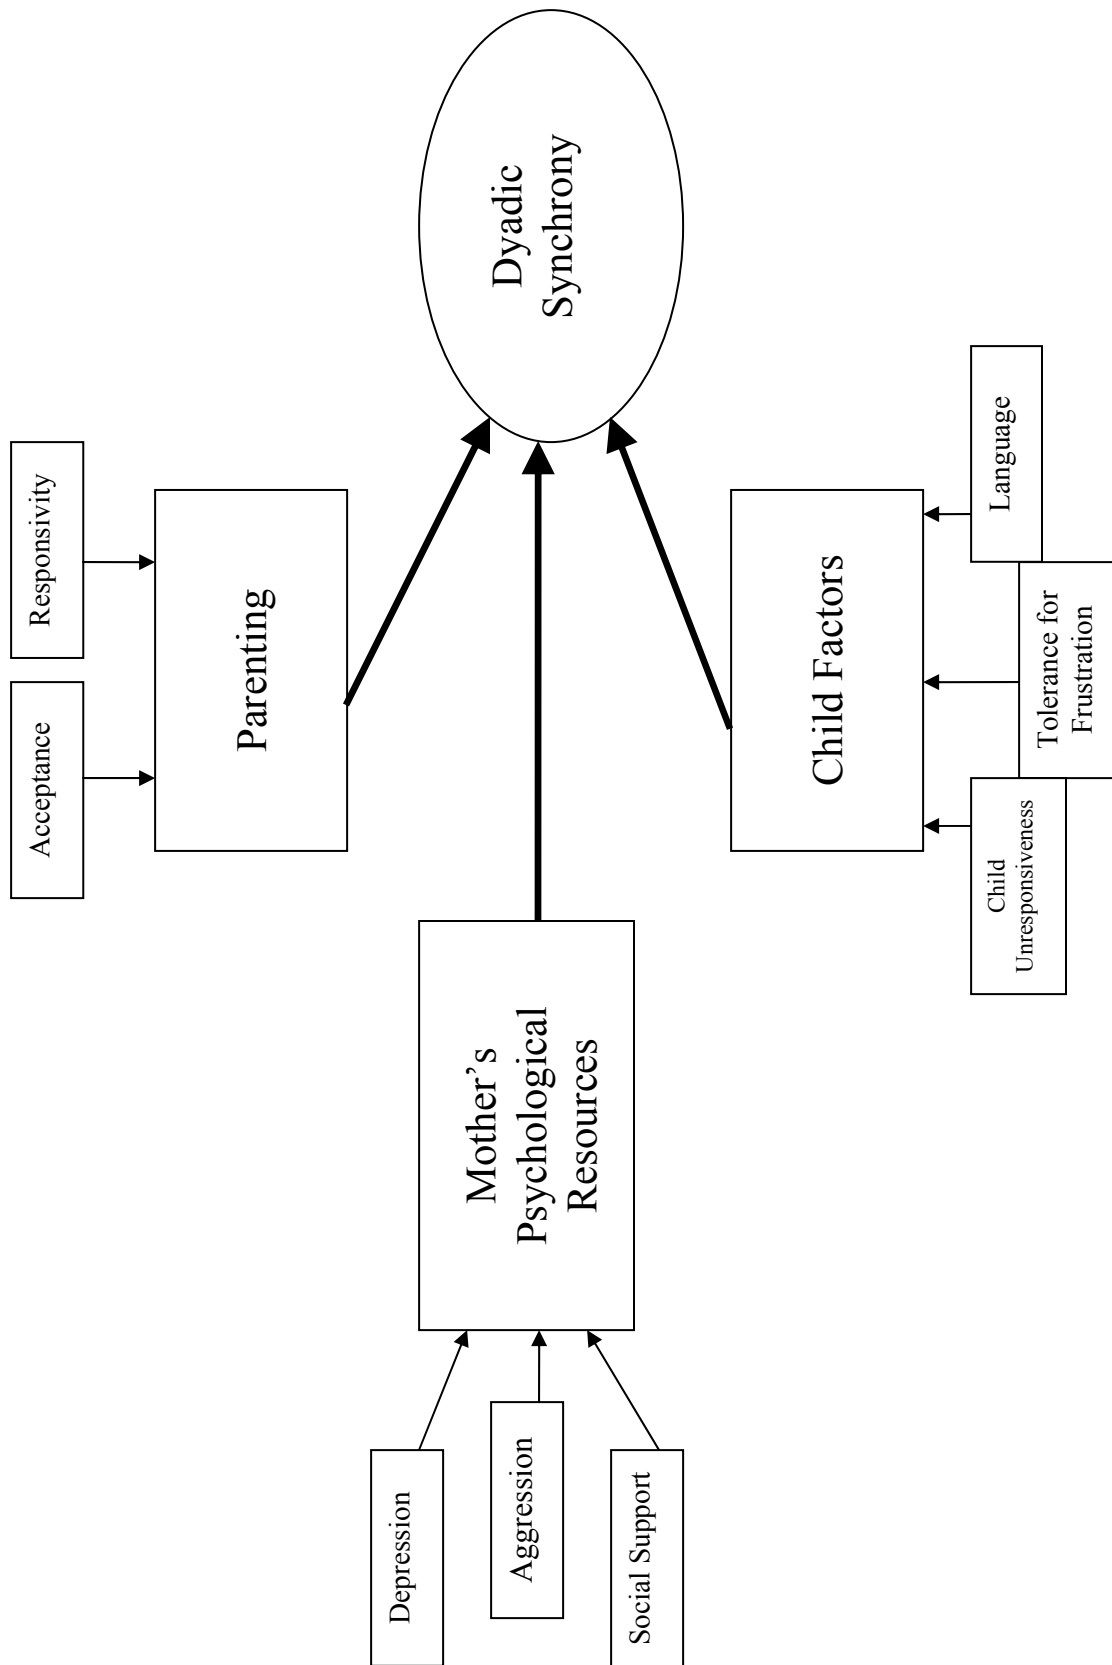 Acceptance
Responsivity
Parenting
Depression
Aggression
Social Support
Mother’s
Psychological
Resources
Dyadic
Synchrony
Child Factors
Child
Unresponsiveness
Tolerance for
Frustration
Language